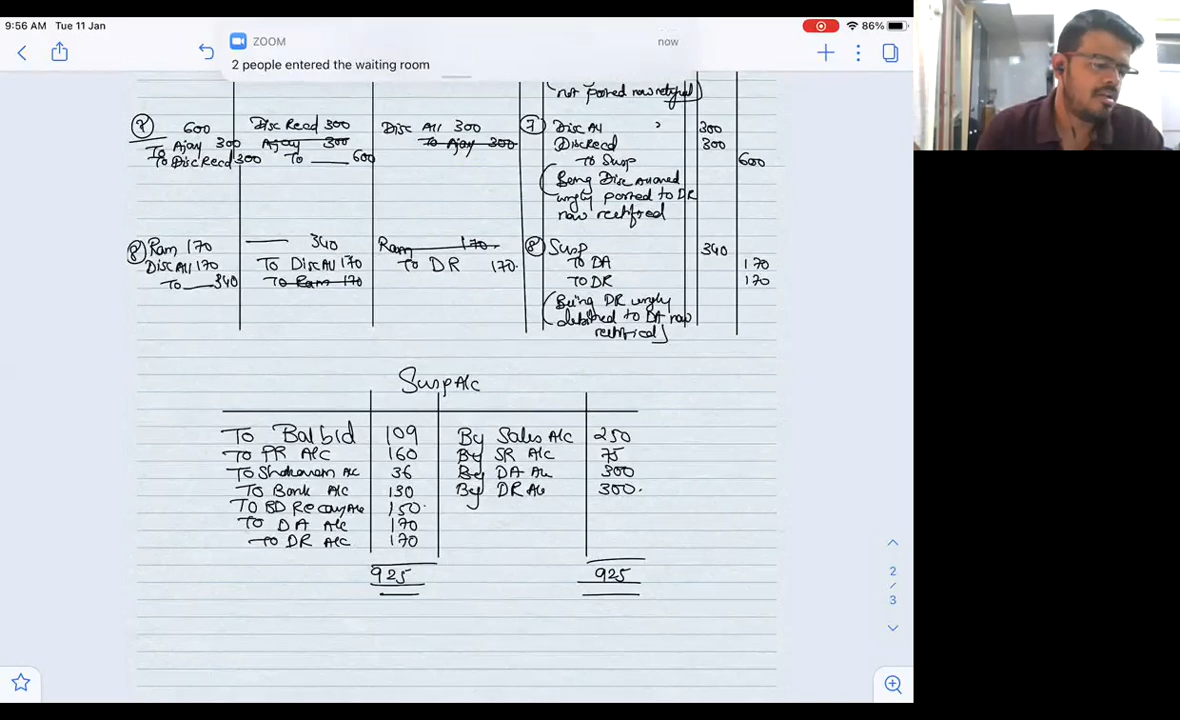 9:56 AM Tue 11 Jan
86%
ZOOM
now
2 people entered the waiting room
not posted now
7 600
To Ajay 300
To Disc Recd 300
Disc Recd 300
Ajay 300
To 600
Disc All 300
To Ajay 300
7 Disc All 300
Disc Recd 300
To Susp 600
(Being Disc allowed
wrngly posted to DR
now rectified
8 Ram 170
Disc All 170
To 340
340
To Disc All 170
To Ram 170
Ram 170
To DR 170.
8 Susp 340
To DA 170
To DR 170
(Being DR wrngly
debited to DA now
rectified)
Susp A/c
To Bal b/d 109 By Sales A/c 250
To PR A/c 160 By SR A/c 75
To A/c 36 By DA A/c 300
To Bank A/c 130 By DR A/c 300.
To BD A/c 150.
To DA A/c 170
To DR A/c 170
925 925
2
/
3